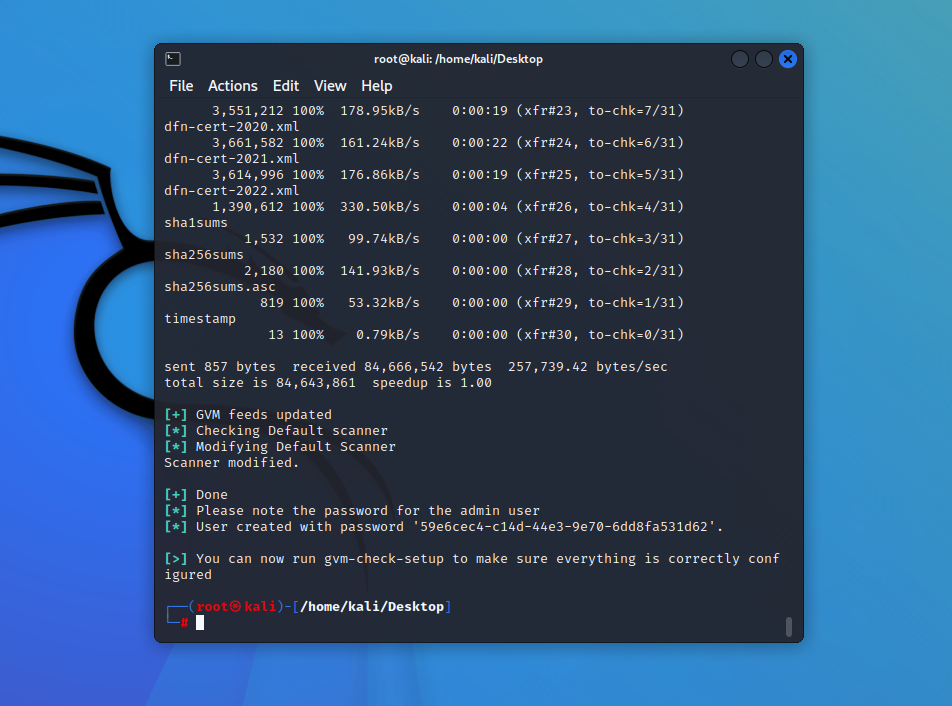 root@kali: /home/kali/Desktop
File Actions Edit View Help
3,551,212 100% 178.95kB/s 0:00:19 (xfr#23, to-chk=7/31)
dfn-cert-2020.xml
3,661,582 100% 161.24kB/s 0:00:22 (xfr#24, to-chk=6/31)
dfn-cert-2021.xml
3,614,996 100% 176.86kB/s 0:00:19 (xfr#25, to-chk=5/31)
dfn-cert-2022.xml
1,390,612 100% 330.50kB/s 0:00:04 (xfr#26, to-chk=4/31)
sha1sums
1,532 100% 99.74kB/s 0:00:00 (xfr#27, to-chk=3/31)
sha256sums
2,180 100% 141.93kB/s 0:00:00 (xfr#28, to-chk=2/31)
sha256sums.asc
819 100% 53.32kB/s 0:00:00 (xfr#29, to-chk=1/31)
timestamp
13 100% 0.79kB/s 0:00:00 (xfr#30, to-chk=0/31)
sent 857 bytes received 84,666,542 bytes 257,739.42 bytes/sec
total size is 84,643,861 speedup is 1.00
[+] GVM feeds updated
[*] Checking Default scanner
[*] Modifying Default Scanner
Scanner modified.
[+] Done
[*] Please note the password for the admin user
[*] User created with password '59e6cec4-c14d-44e3-9e70-6dd8fa531d62'.
[>] You can now run gvm-check-setup to make sure everything is correctly conf
igured
┌──(root㉿kali)-[/home/kali/Desktop]
└─#